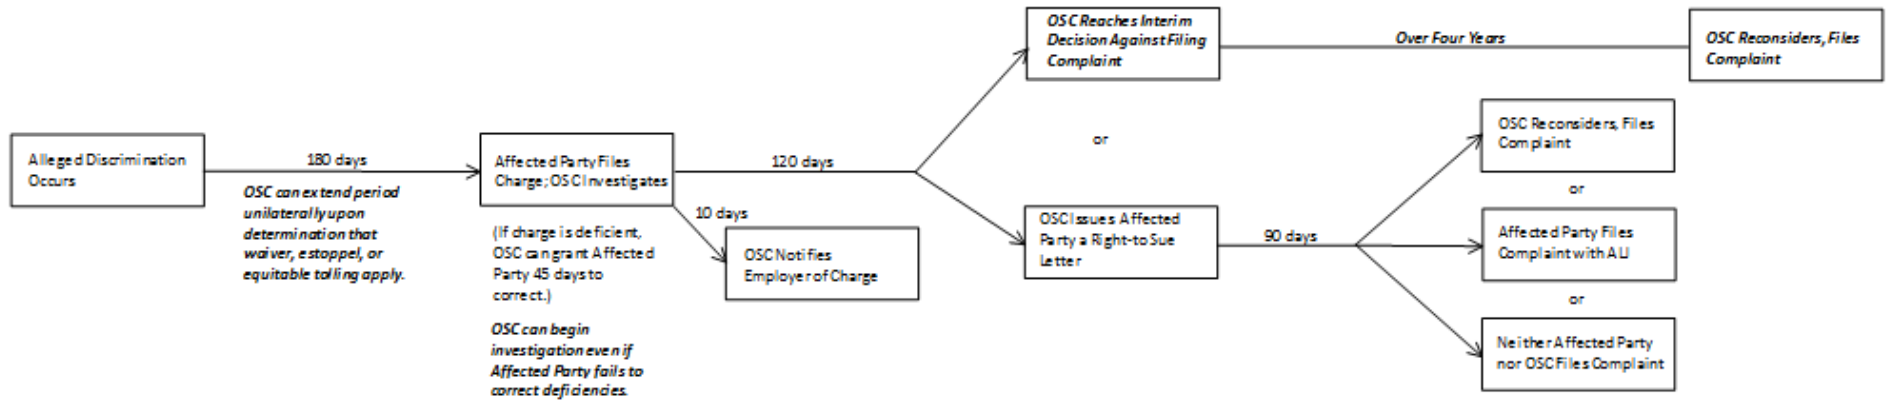 Alleged Discrimination
Occurs
180 days
OSC can extend period
unilaterally upon
determination that
waiver, estoppel, or
equitable tolling apply.
Affected Party Files
Charge; OSC Investigates
(If charge is deficient,
OSC can grant Affected
Party 45 days to
correct.)
OSC can begin
investigation even if
Affected Party fails to
correct deficiencies.
10 days
OSC Notifies
Employer of Charge
120 days
OSC Reaches Interim
Decision Against Filing
Complaint
Over Four Years
OSC Reconsiders, Files
Complaint
or
OSC Issues Affected
Party a Right-to Sue
Letter
90 days
OSC Reconsiders, Files
Complaint
or
Affected Party Files
Complaint with ALJ
or
Neither Affected Party
nor OSC Files Complaint